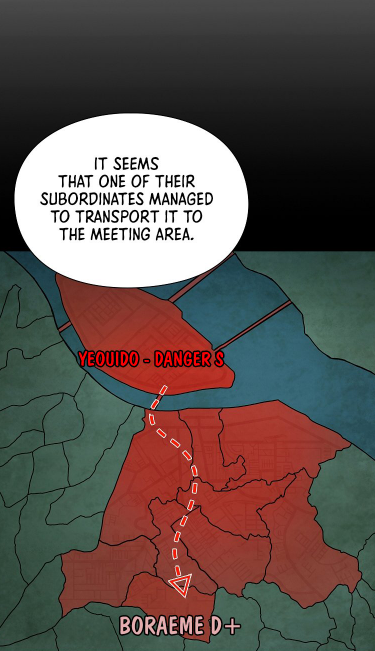 IT SEEMS
THAT ONE OF THEIR
SUBORDINATES MANAGED
TO TRANSPORT IT TO
THE MEETING AREA.
YEOUIDO - DANGER S
BORAEME D+